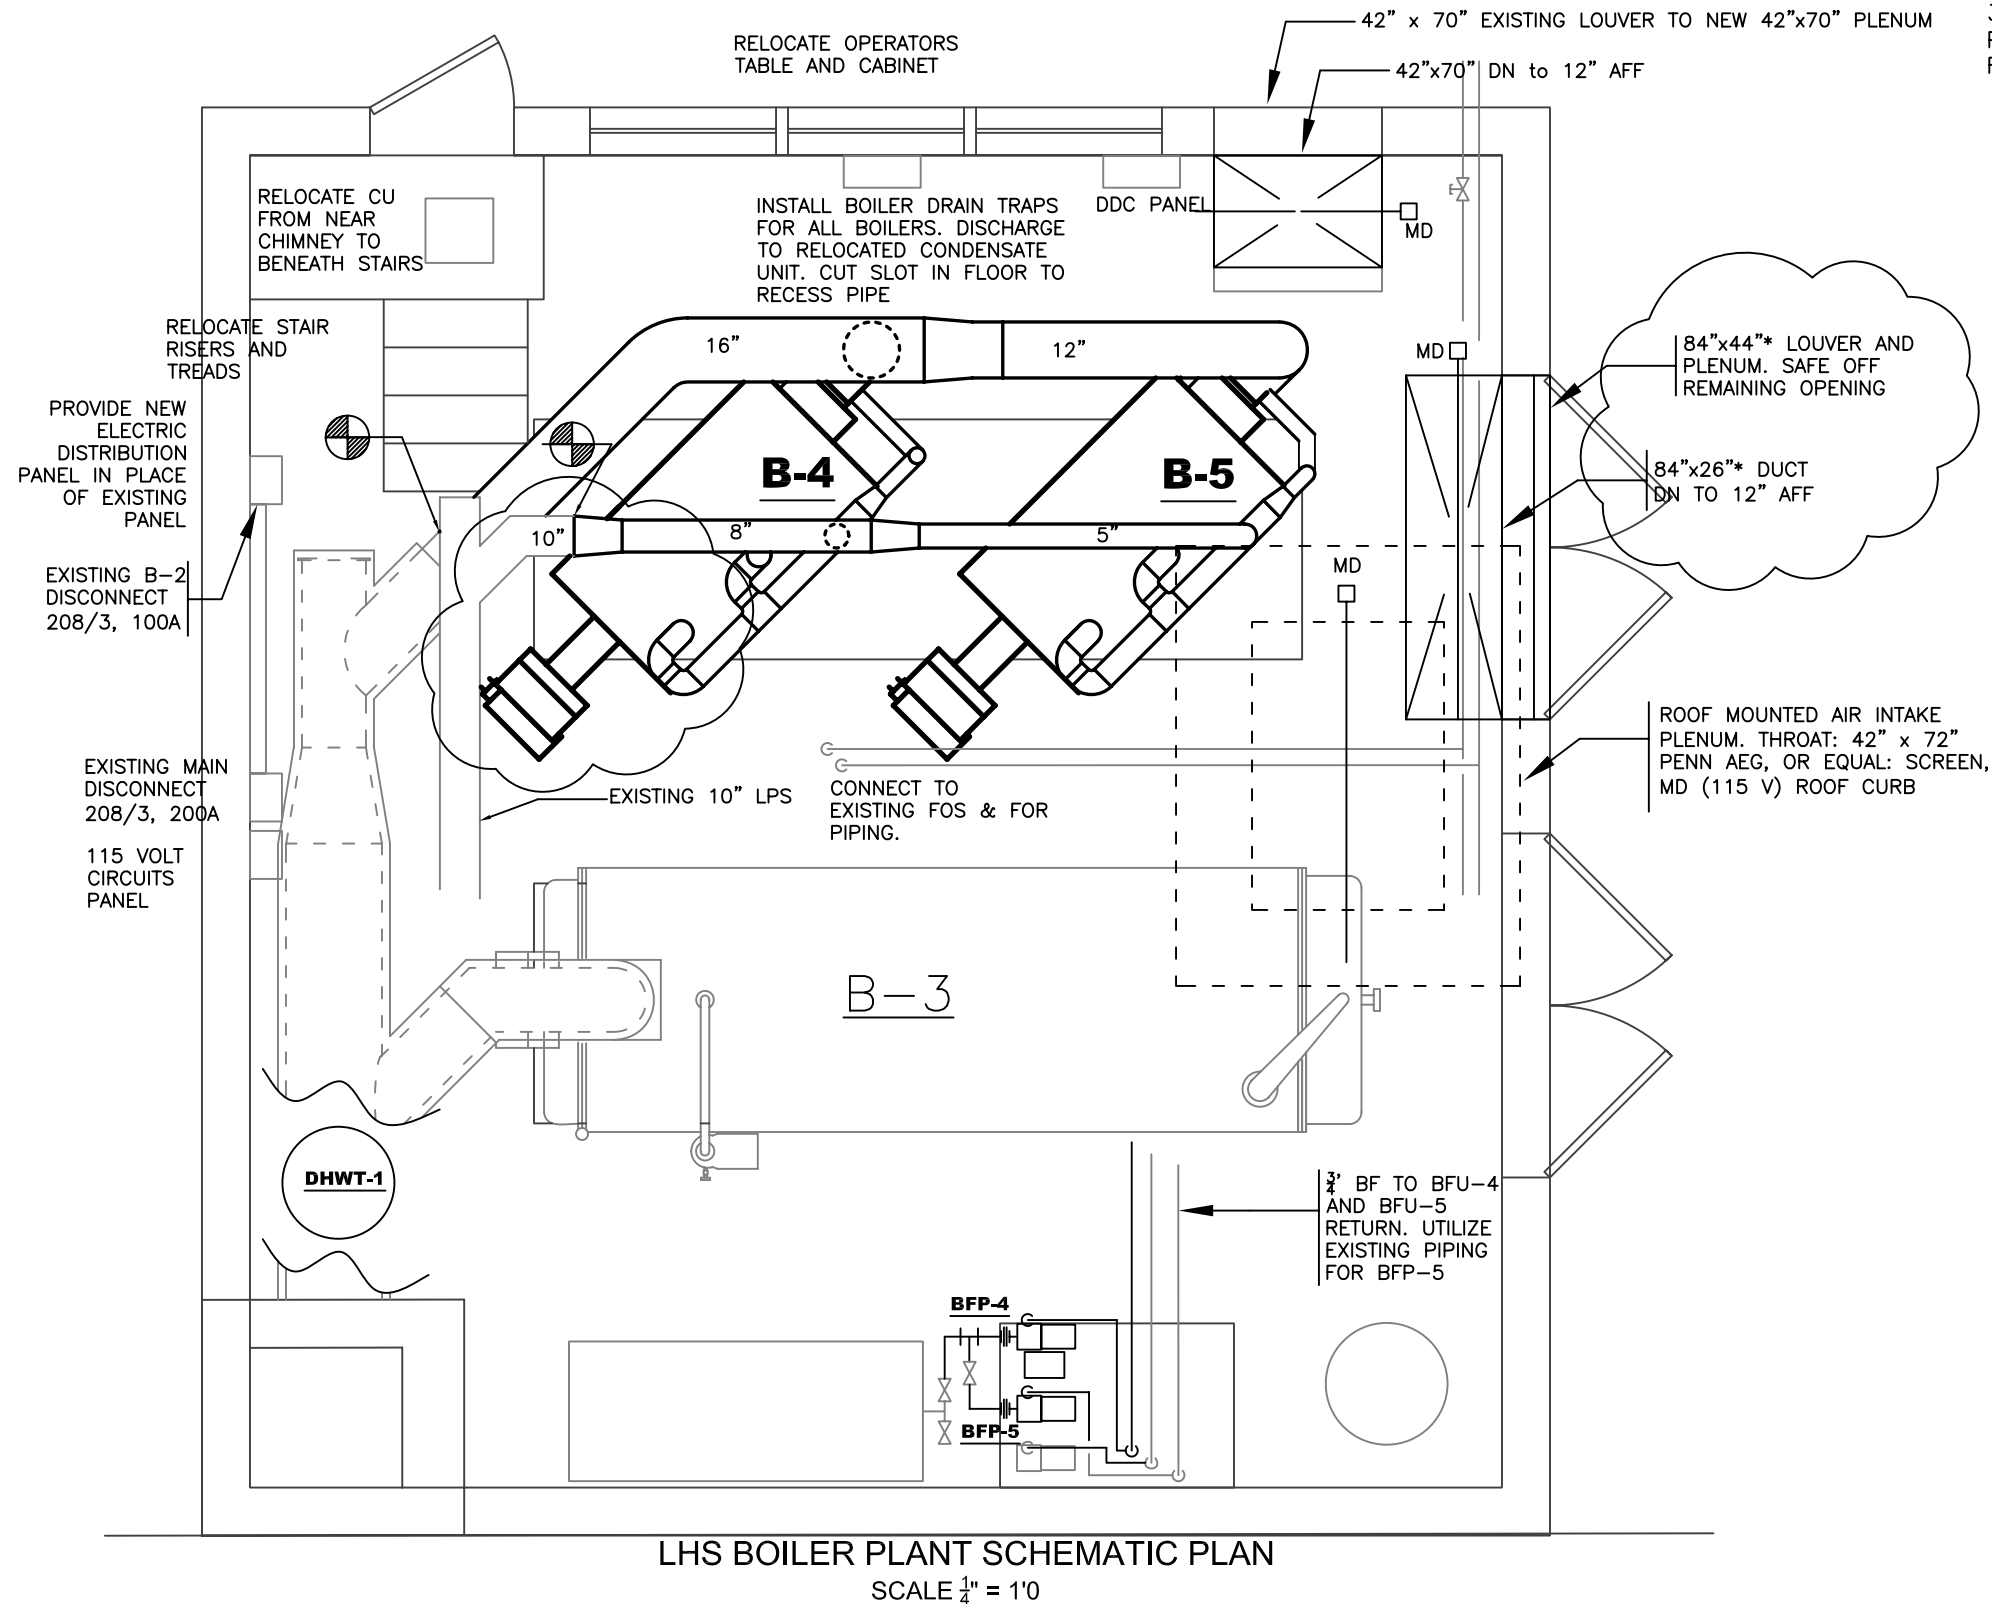 42” x 70” EXISTING LOUVER TO NEW 42”x70” PLENUM
42”x70” DN to 12” AFF
RELOCATE OPERATORS
TABLE AND CABINET
RELOCATE CU
FROM NEAR
CHIMNEY TO
BENEATH STAIRS
INSTALL BOILER DRAIN TRAPS
FOR ALL BOILERS. DISCHARGE
TO RELOCATED CONDENSATE
UNIT. CUT SLOT IN FLOOR TO
RECESS PIPE
DDC PANEL
MD
RELOCATE STAIR
RISERS AND
TREADS
16”
12”
MD
84”x44”* LOUVER AND
PLENUM. SAFE OFF
REMAINING OPENING
PROVIDE NEW
ELECTRIC
DISTRIBUTION
PANEL IN PLACE
OF EXISTING
PANEL
B-4
B-5
84”x26”* DUCT
DN TO 12” AFF
10”
8”
5”
MD
EXISTING B-2
DISCONNECT
208/3, 100A
ROOF MOUNTED AIR INTAKE
PLENUM. THROAT: 42” x 72”
PENN AEG, OR EQUAL: SCREEN,
MD (115 V) ROOF CURB
EXISTING MAIN
DISCONNECT
208/3, 200A
EXISTING 10” LPS
CONNECT TO
EXISTING FOS & FOR
PIPING.
115 VOLT
CIRCUITS
PANEL
B-3
DHWT-1
3/4' BF TO BFU-4
AND BFU-5
RETURN. UTILIZE
EXISTING PIPING
FOR BFP-5
BFP-4
BFP-5
LHS BOILER PLANT SCHEMATIC PLAN
SCALE 1/4" = 1'0